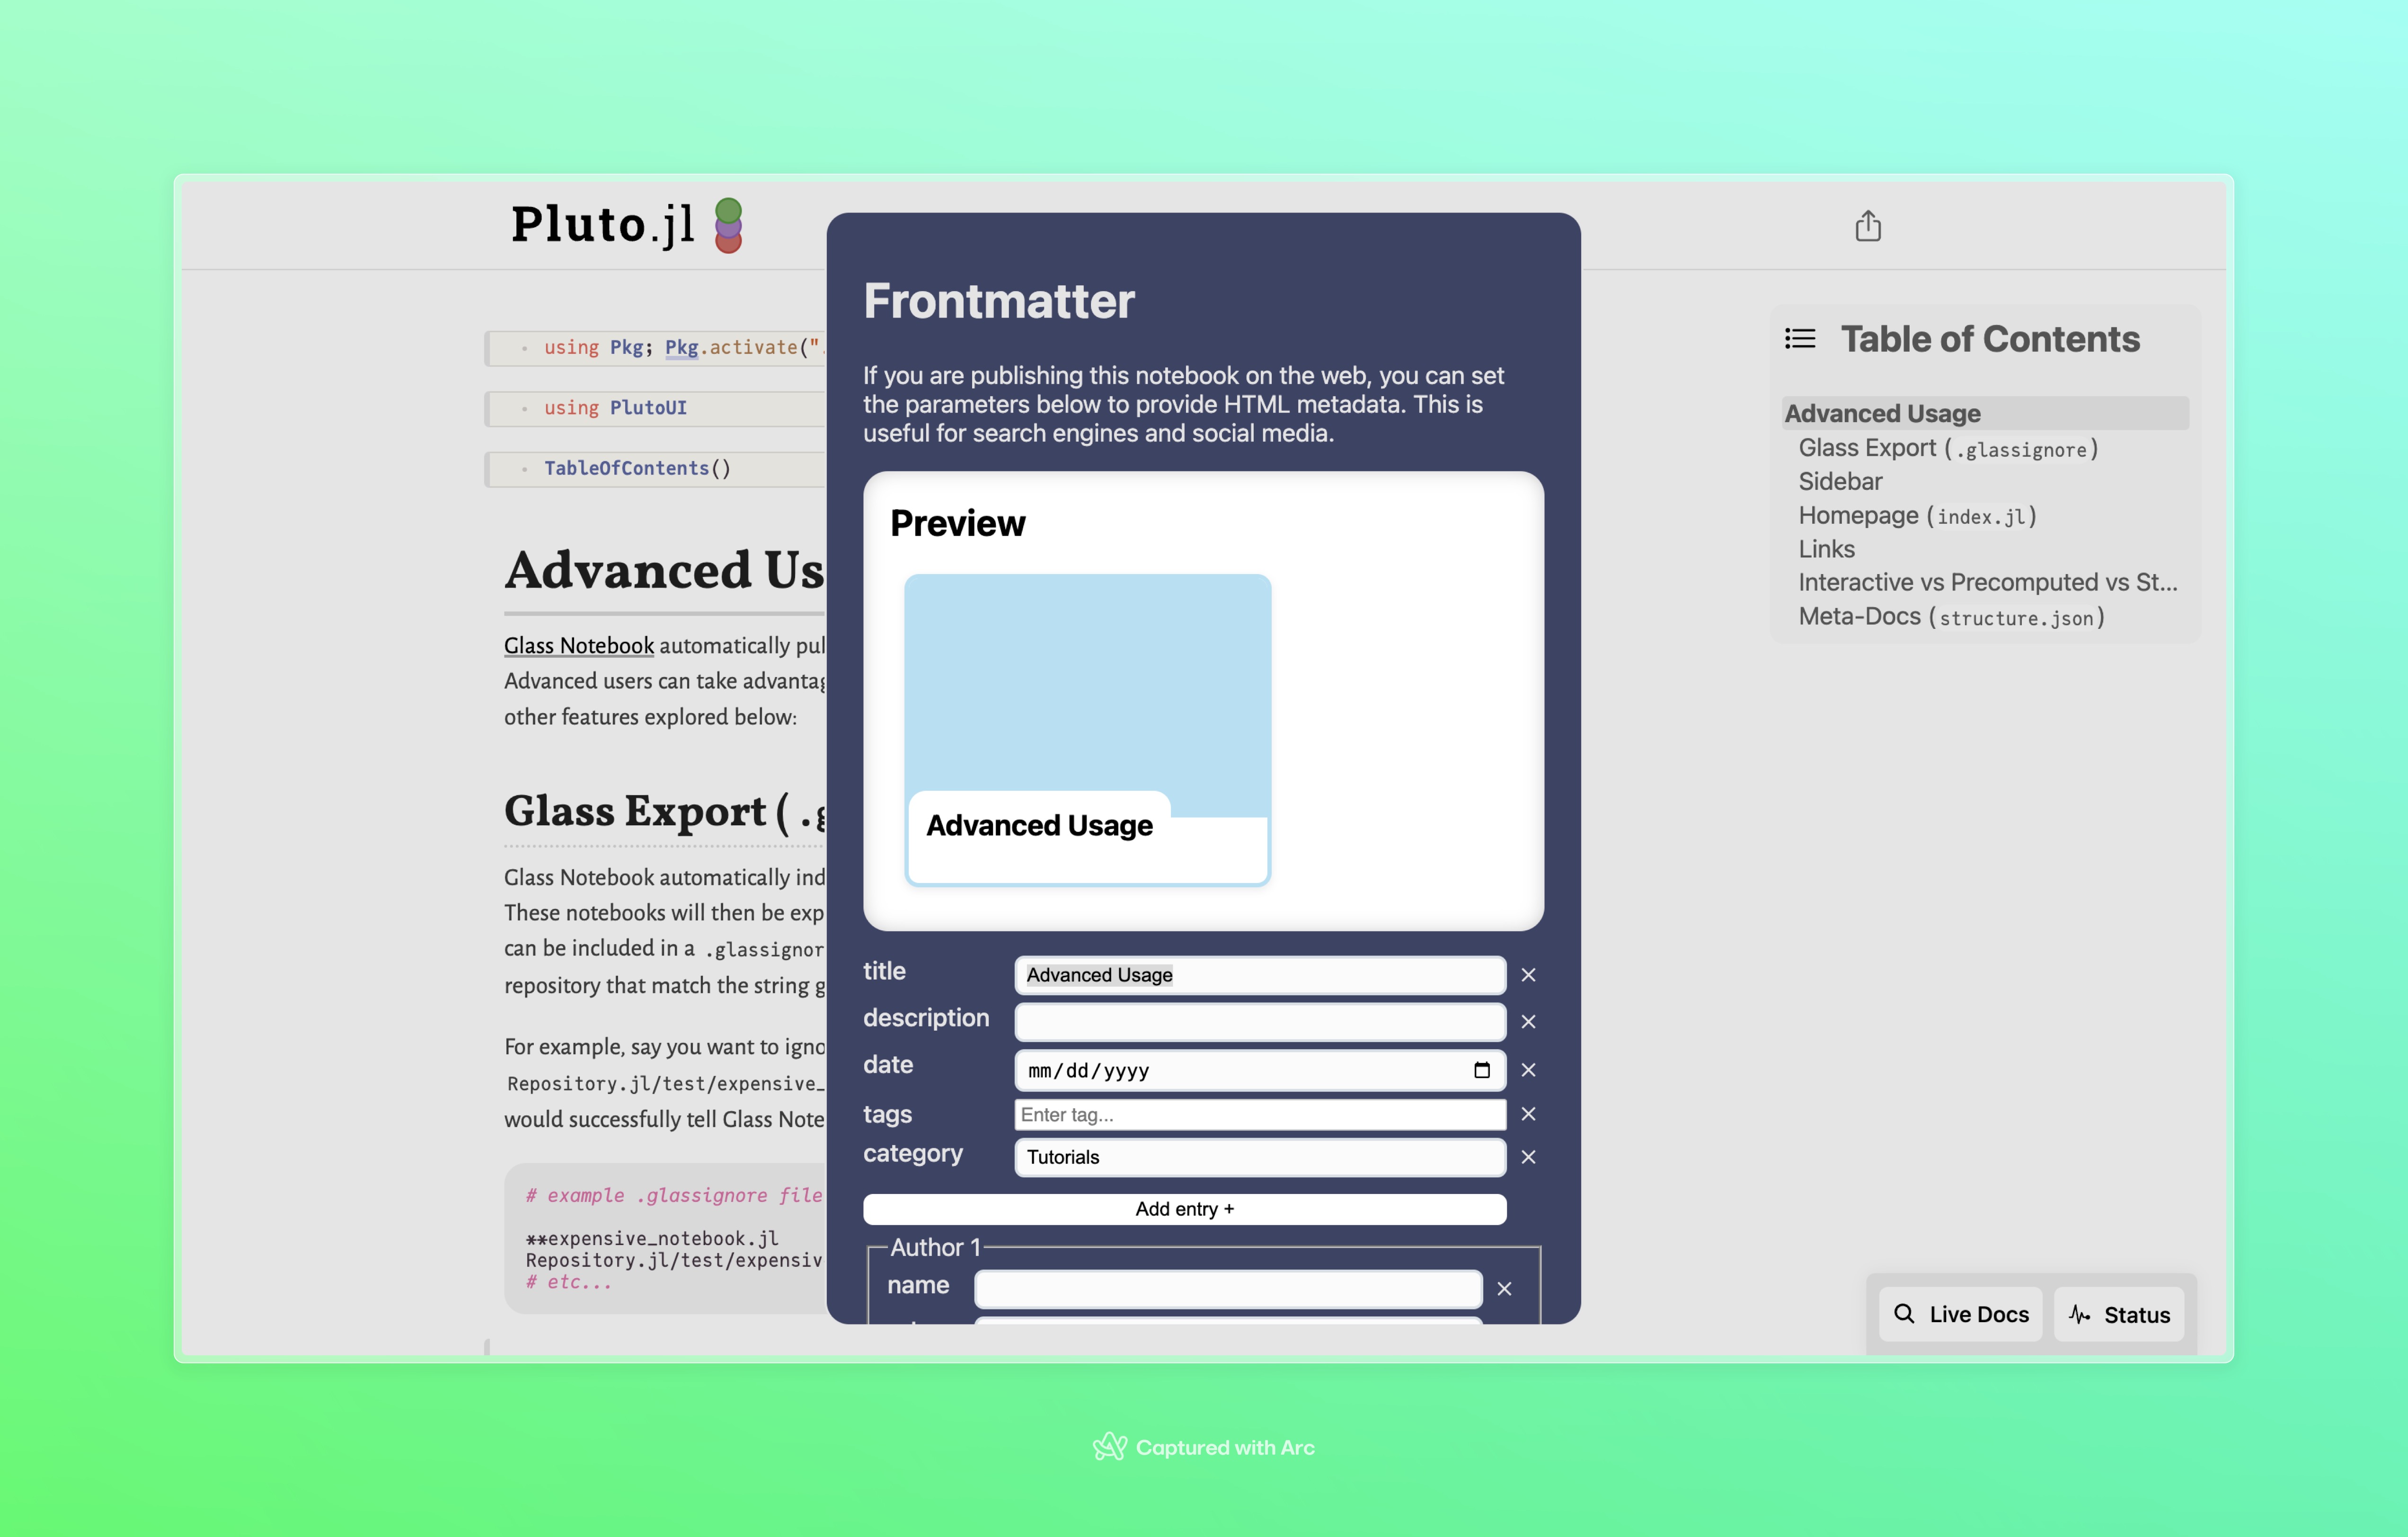 Pluto.jl
using Pkg; Pkg.activate(".
using PlutoUI
TableOfContents()
Advanced Us
Glass Notebook automatically pul
Advanced users can take advantag
other features explored below:
Glass Export (.g
Glass Notebook automatically ind
These notebooks will then be exp
can be included in a .glassignor
repository that match the string g
For example, say you want to igno
Repository.jl/test/expensive_
would successfully tell Glass Note
# example .glassignore file
**expensive_notebook.jl
Repository.jl/test/expensiv
# etc...
Frontmatter
If you are publishing this notebook on the web, you can set
the parameters below to provide HTML metadata. This is
useful for search engines and social media.
Preview
Advanced Usage
title Advanced Usage ×
description ×
date mm/dd/yyyy ×
tags Enter tag... ×
category Tutorials ×
Add entry +
Author 1
name ×
Table of Contents
Advanced Usage
Glass Export (.glassignore)
Sidebar
Homepage (index.jl)
Links
Interactive vs Precomputed vs St...
Meta-Docs (structure.json)
Live Docs
Status
Captured with Arc